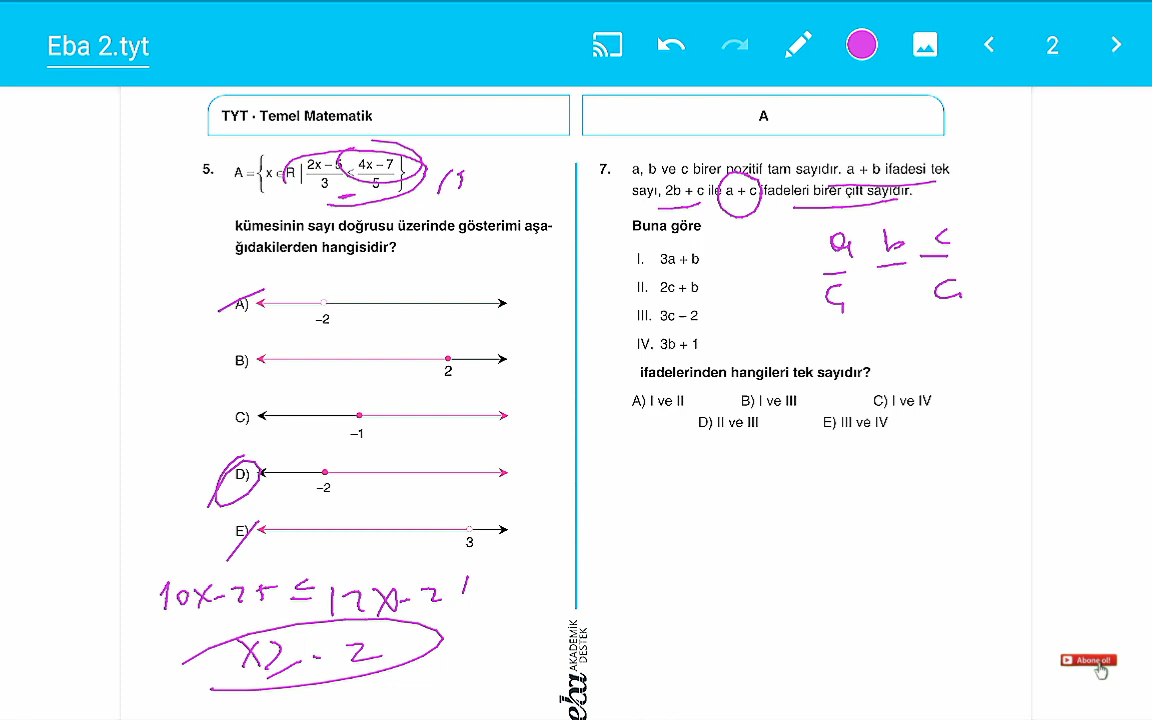 Eba 2.tyt
2
TYT · Temel Matematik
A
5. A = { x ∈ R | 2x – 5 / 3 ≤ 4x – 7 / 5 }
kümesinin sayı doğrusu üzerinde gösterimi aşa-
ğıdakilerden hangisidir?
A)
–2
B)
2
C)
–1
D)
–2
E)
3
10x-25 ≤ 12x-21
x ≥ -2
7. a, b ve c birer pozitif tam sayıdır. a + b ifadesi tek
sayı, 2b + c ile a + c ifadeleri birer çift sayıdır.
a b c
Ç Ç
Buna göre
I. 3a + b
II. 2c + b
III. 3c – 2
IV. 3b + 1
ifadelerinden hangileri tek sayıdır?
A) I ve II B) I ve III C) I ve IV
D) II ve III E) III ve IV
eba AKADEMİK
DESTEK
Abone ol!